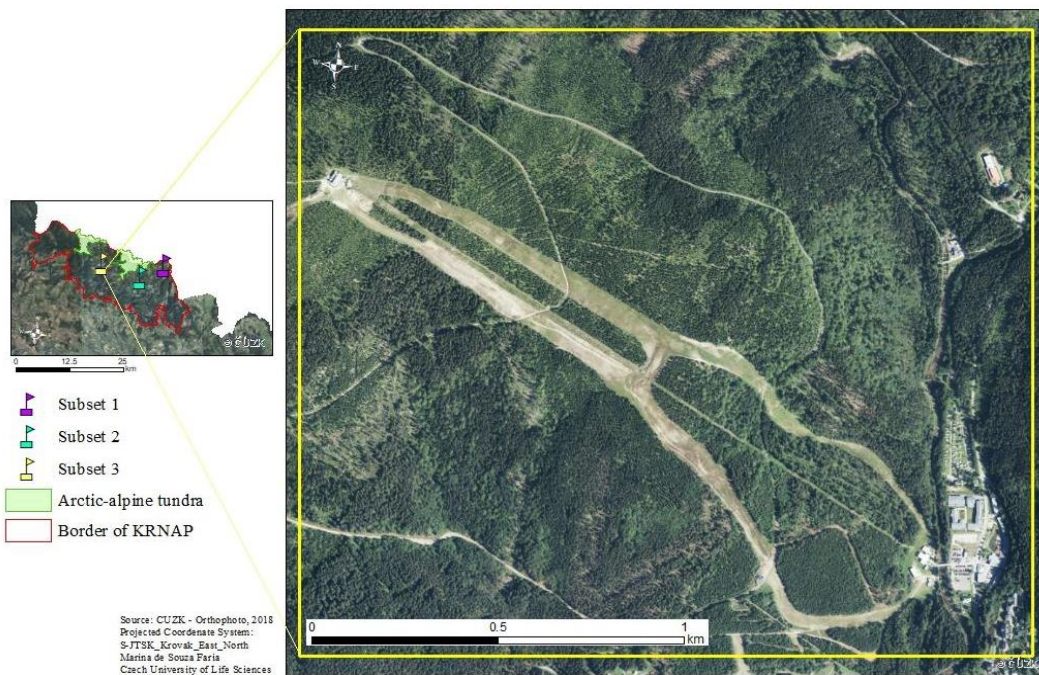 N
W E
S
© ČÚZK
0 12.5 25
km
Subset 1
Subset 2
Subset 3
Arctic-alpine tundra
Border of KRNAP
Source: CUZK - Orthophoto, 2018
Projected Coordenate System:
S-JTSK_Krovak_East_North
Marina de Souza Faria
Czech University of Life Sciences
0 0.5 1
km
© ČÚZK